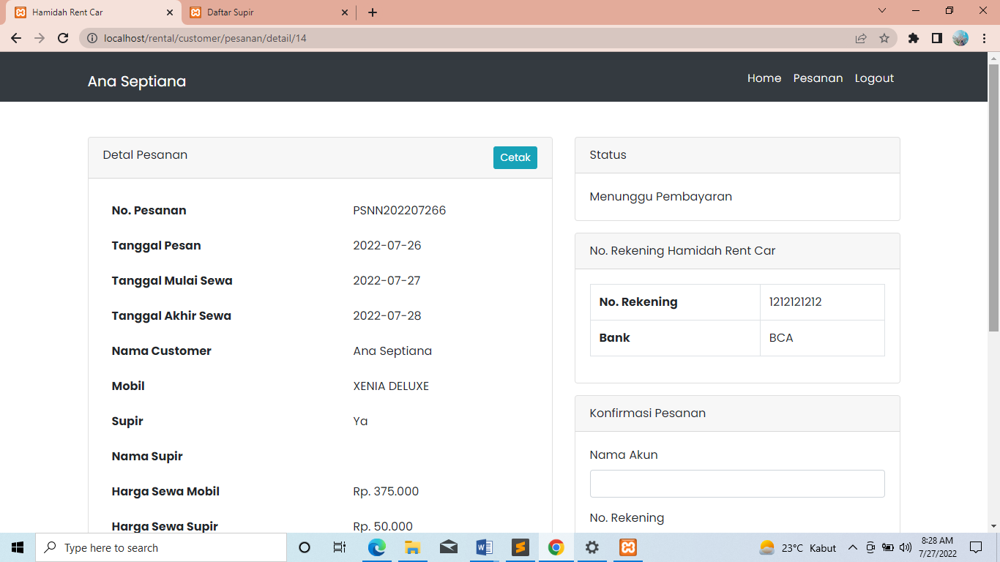 Hamidah Rent Car
Daftar Supir
localhost/rental/customer/pesanan/detail/14
Ana Septiana
Home Pesanan Logout
Detal Pesanan
Cetak
No. Pesanan PSNN202207266
Tanggal Pesan 2022-07-26
Tanggal Mulai Sewa 2022-07-27
Tanggal Akhir Sewa 2022-07-28
Nama Customer Ana Septiana
Mobil XENIA DELUXE
Supir Ya
Nama Supir
Harga Sewa Mobil Rp. 375.000
Harga Sewa Supir Rp. 50.000
Status
Menunggu Pembayaran
No. Rekening Hamidah Rent Car
No. Rekening 1212121212
Bank BCA
Konfirmasi Pesanan
Nama Akun
No. Rekening
Type here to search
23°C Kabut
8:28 AM
7/27/2022